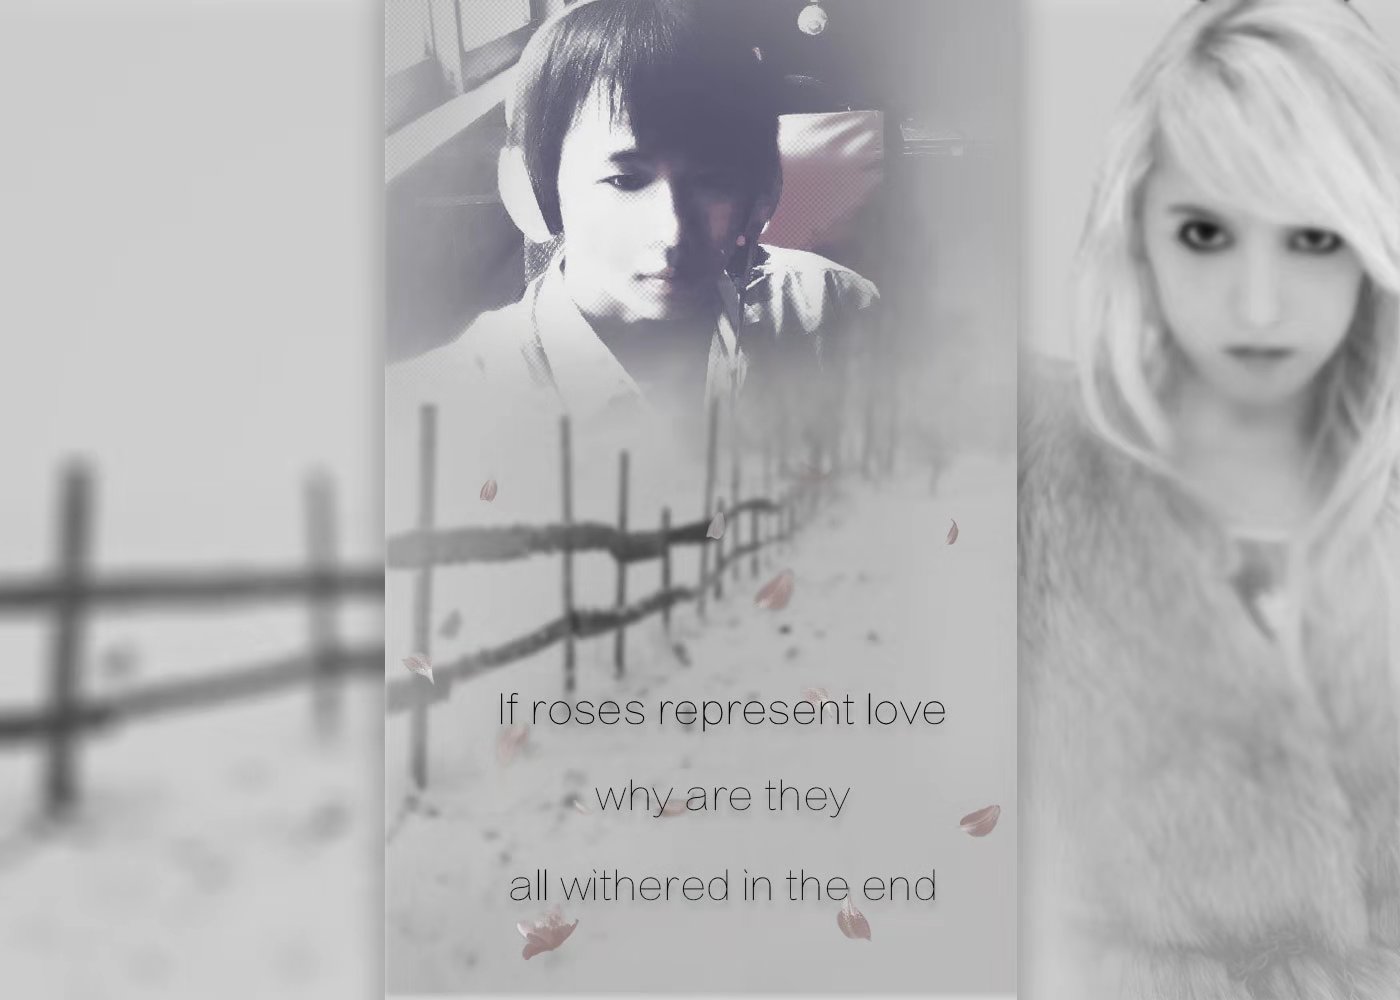 If roses represent love
why are they
all withered in the end